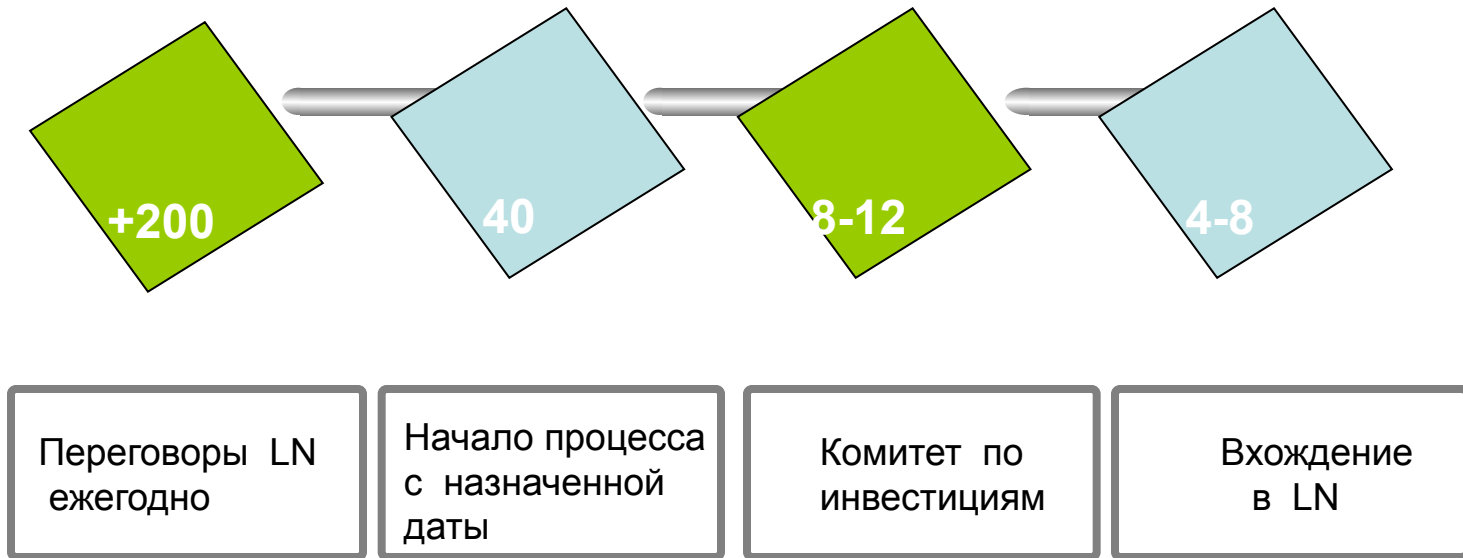 +200
40
8-12
4-8
Переговоры LN
ежегодно
Начало процесса
с назначенной
даты
Комитет по
инвестициям
Вхождение
в LN